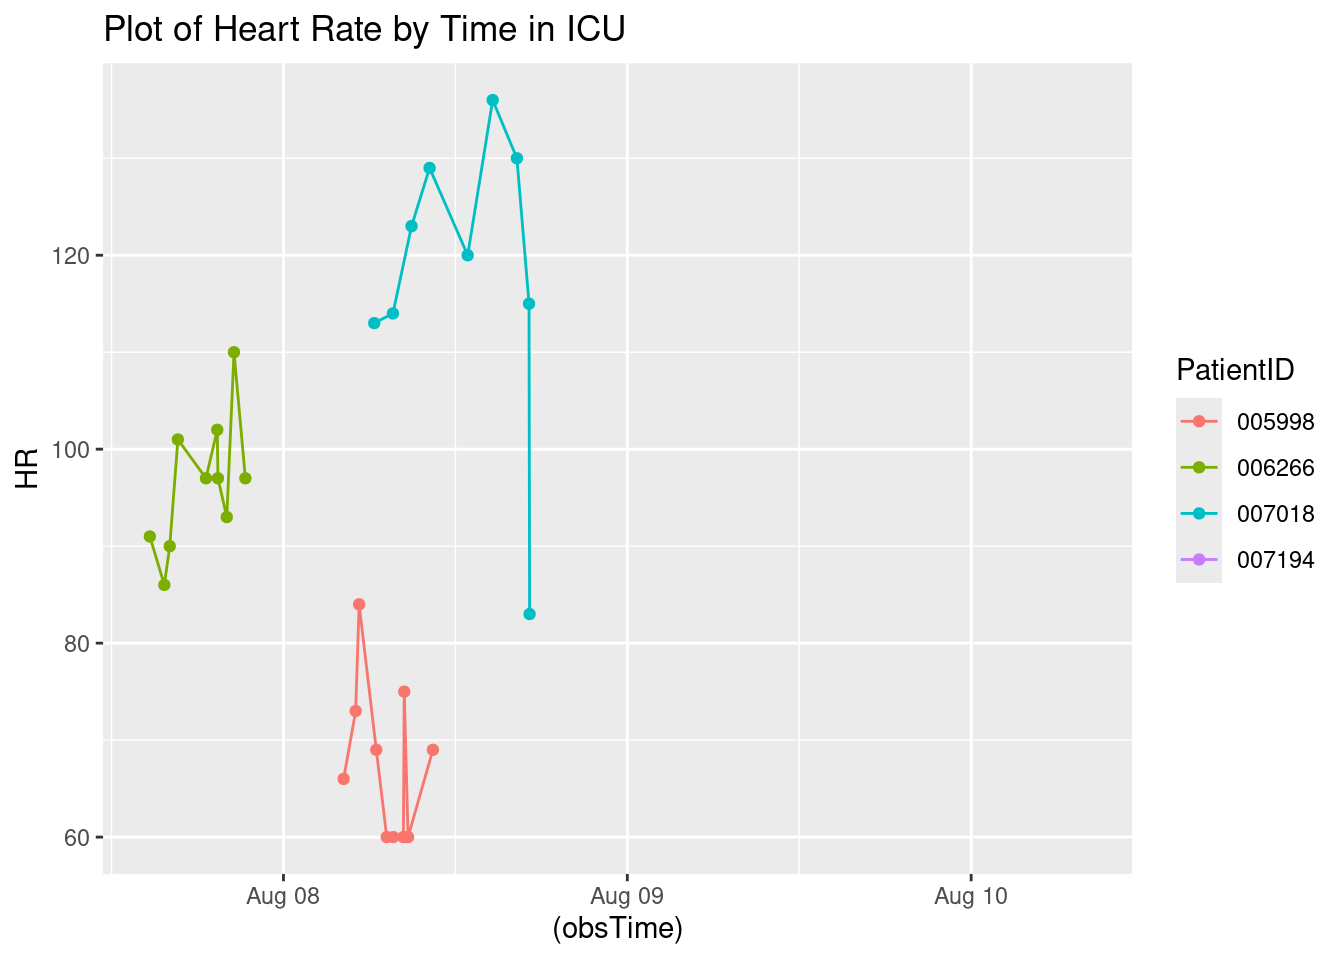 Plot of Heart Rate by Time in ICU
HR
120
100
80
60
Aug 08
Aug 09
Aug 10
(obsTime)
PatientID
005998
006266
007018
007194